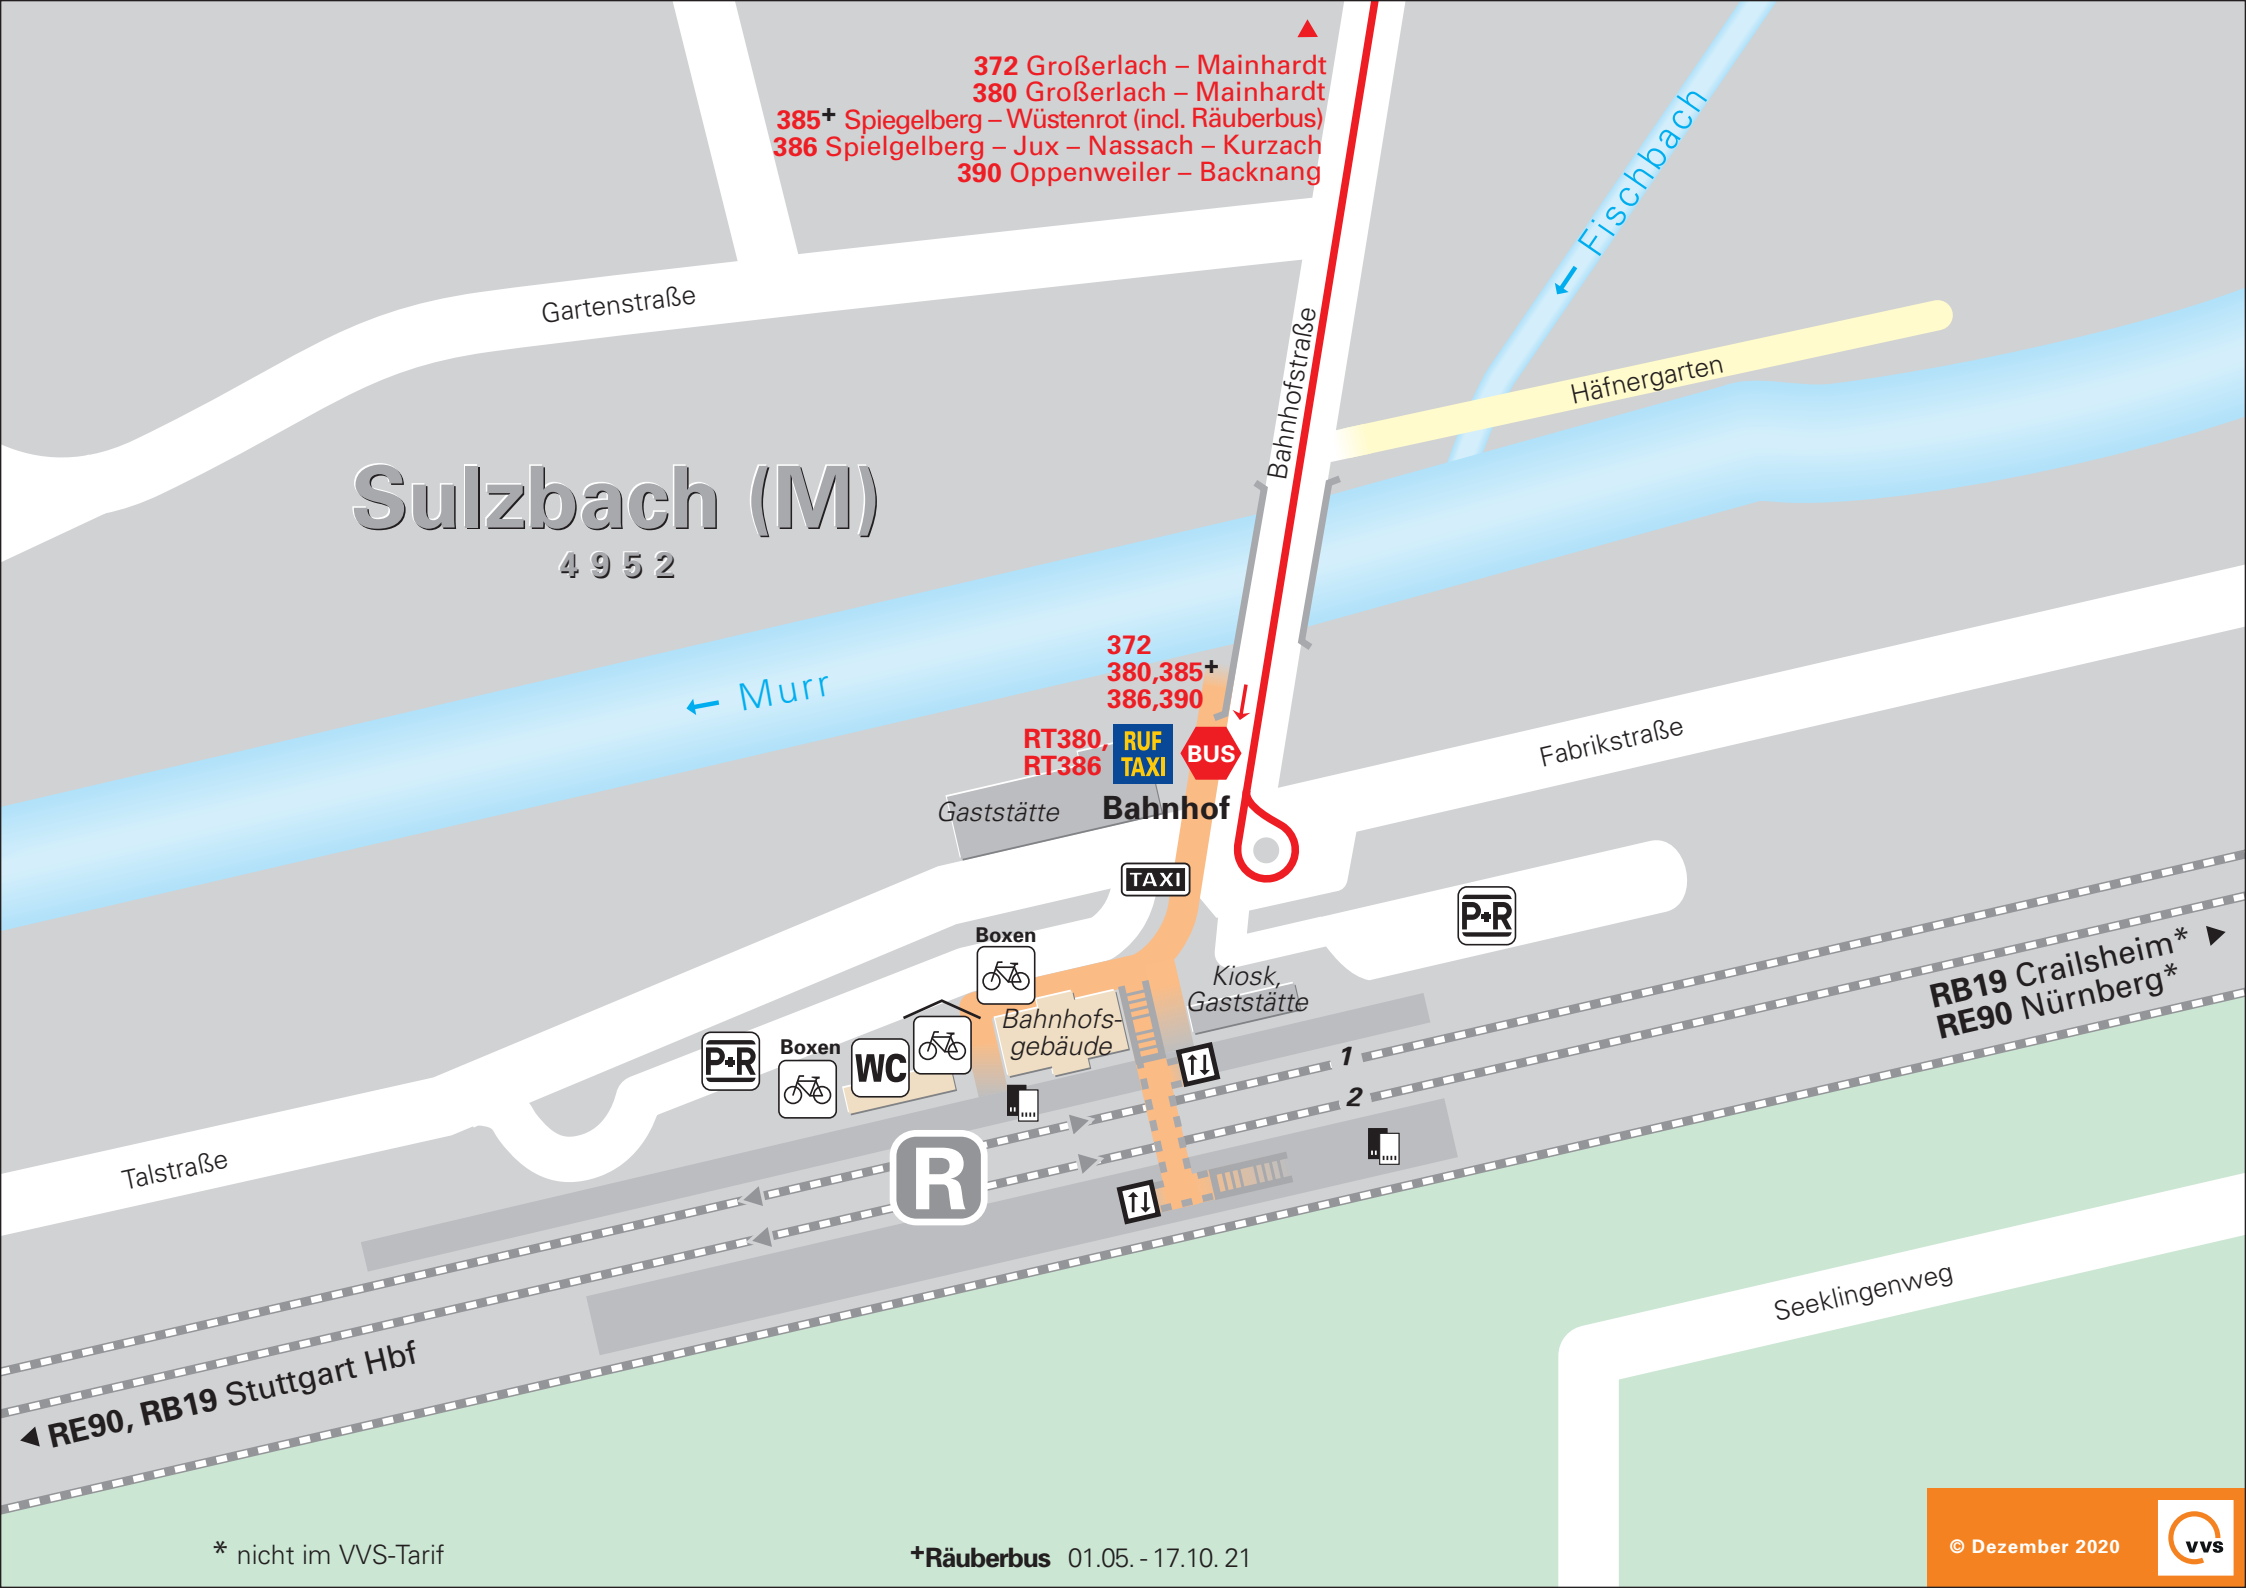 372 Großerlach – Mainhardt
380 Großerlach – Mainhardt
385+ Spiegelberg – Wüstenrot (incl. Räuberbus)
386 Spielgelberg – Jux – Nassach – Kurzach
390 Oppenweiler – Backnang
Fischbach
Gartenstraße
Bahnhofstraße
Häfnergarten
Sulzbach (M)
4952
Murr
372
380,385+
386,390
RT380,
RT386
RUF
TAXI
BUS
Bahnhof
Gaststätte
Fabrikstraße
TAXI
P+R
Boxen
Kiosk,
Gaststätte
Bahnhofs-
gebäude
P+R
Boxen
WC
RB19 Crailsheim*
RE90 Nürnberg*
1
2
R
Talstraße
Seeklingenweg
RE90, RB19 Stuttgart Hbf
* nicht im VVS-Tarif
+Räuberbus 01.05. - 17.10. 21
© Dezember 2020
VVS